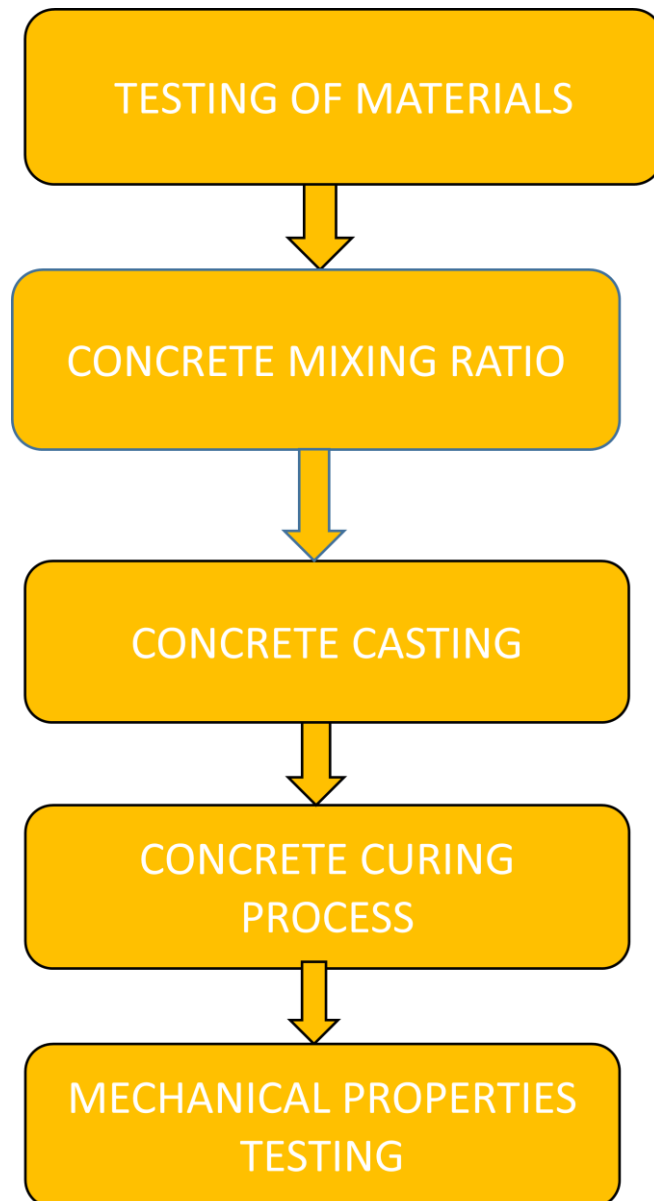 TESTING OF MATERIALS
CONCRETE MIXING RATIO
CONCRETE CASTING
CONCRETE CURING
PROCESS
MECHANICAL PROPERTIES
TESTING